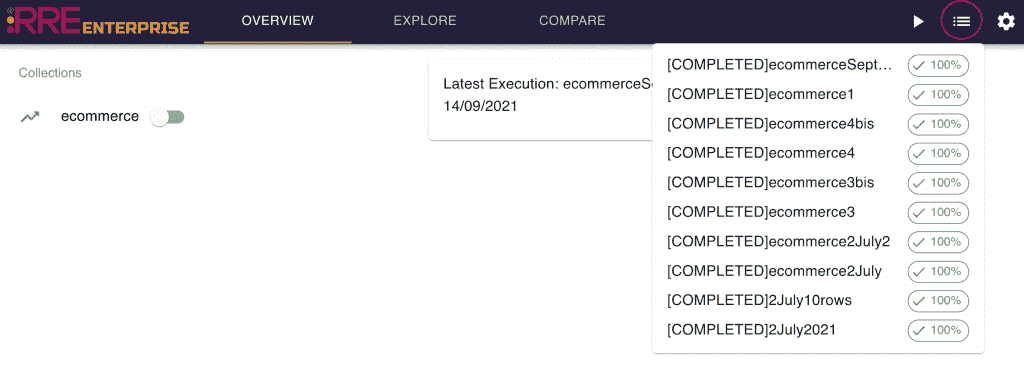 RRE ENTERPRISE
OVERVIEW
EXPLORE
COMPARE
Collections
ecommerce
Latest Execution: ecommerceSe
14/09/2021
[COMPLETED]ecommerceSept... 100%
[COMPLETED]ecommerce1 100%
[COMPLETED]ecommerce4bis 100%
[COMPLETED]ecommerce4 100%
[COMPLETED]ecommerce3bis 100%
[COMPLETED]ecommerce3 100%
[COMPLETED]ecommerce2July2 100%
[COMPLETED]ecommerce2July 100%
[COMPLETED]2July10rows 100%
[COMPLETED]2July2021 100%